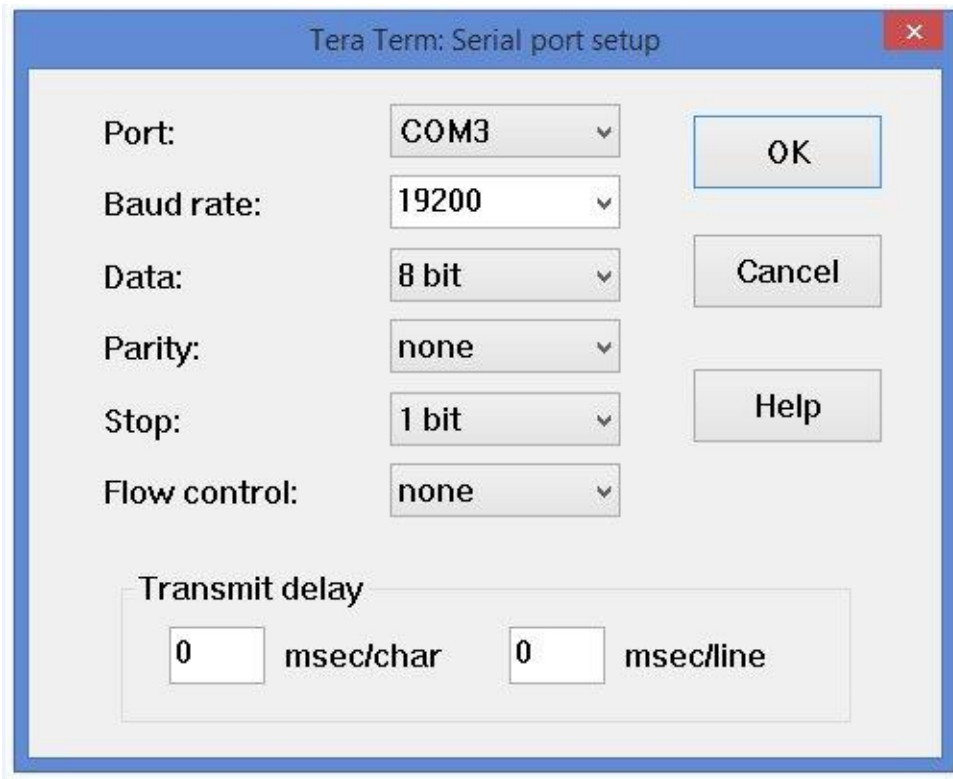 Tera Term: Serial port setup
×
Port: COM3
OK
Baud rate: 19200
Data: 8 bit
Cancel
Parity: none
Stop: 1 bit
Help
Flow control: none
Transmit delay
0 msec/char 0 msec/line